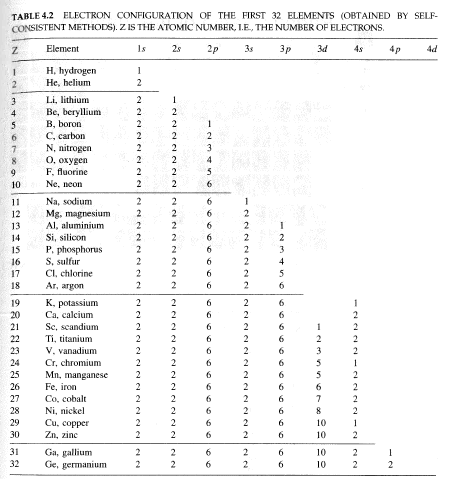 TABLE 4.2 ELECTRON CONFIGURATION OF THE FIRST 32 ELEMENTS (OBTAINED BY SELF-
CONSISTENT METHODS). Z IS THE ATOMIC NUMBER, I.E., THE NUMBER OF ELECTRONS.
Z Element 1s 2s 2p 3s 3p 3d 4s 4p 4d
1 H, hydrogen 1
2 He, helium 2
3 Li, lithium 2 1
4 Be, beryllium 2 2
5 B, boron 2 2 1
6 C, carbon 2 2 2
7 N, nitrogen 2 2 3
8 O, oxygen 2 2 4
9 F, fluorine 2 2 5
10 Ne, neon 2 2 6
11 Na, sodium 2 2 6 1
12 Mg, magnesium 2 2 6 2
13 Al, aluminium 2 2 6 2 1
14 Si, silicon 2 2 6 2 2
15 P, phosphorus 2 2 6 2 3
16 S, sulfur 2 2 6 2 4
17 Cl, chlorine 2 2 6 2 5
18 Ar, argon 2 2 6 2 6
19 K, potassium 2 2 6 2 6 1
20 Ca, calcium 2 2 6 2 6 2
21 Sc, scandium 2 2 6 2 6 1 2
22 Ti, titanium 2 2 6 2 6 2 2
23 V, vanadium 2 2 6 2 6 3 2
24 Cr, chromium 2 2 6 2 6 5 1
25 Mn, manganese 2 2 6 2 6 5 2
26 Fe, iron 2 2 6 2 6 6 2
27 Co, cobalt 2 2 6 2 6 7 2
28 Ni, nickel 2 2 6 2 6 8 2
29 Cu, copper 2 2 6 2 6 10 1
30 Zn, zinc 2 2 6 2 6 10 2
31 Ga, gallium 2 2 6 2 6 10 2 1
32 Ge, germanium 2 2 6 2 6 10 2 2